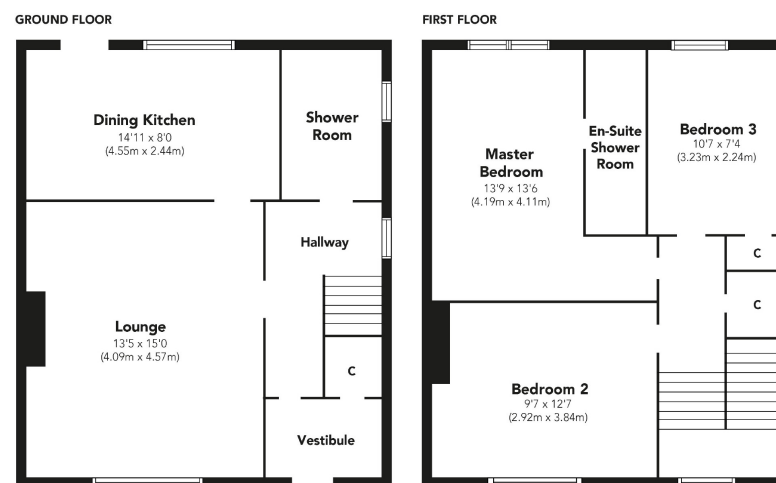 GROUND FLOOR
Dining Kitchen
14'11 x 8'0
(4.55m x 2.44m)
Shower
Room
Hallway
Lounge
13'5 x 15'0
(4.09m x 4.57m)
C
Vestibule
FIRST FLOOR
Master
Bedroom
13'9 x 13'6
(4.19m x 4.11m)
En-Suite
Shower
Room
Bedroom 3
10'7 x 7'4
(3.23m x 2.24m)
C
C
Bedroom 2
9'7 x 12'7
(2.92m x 3.84m)